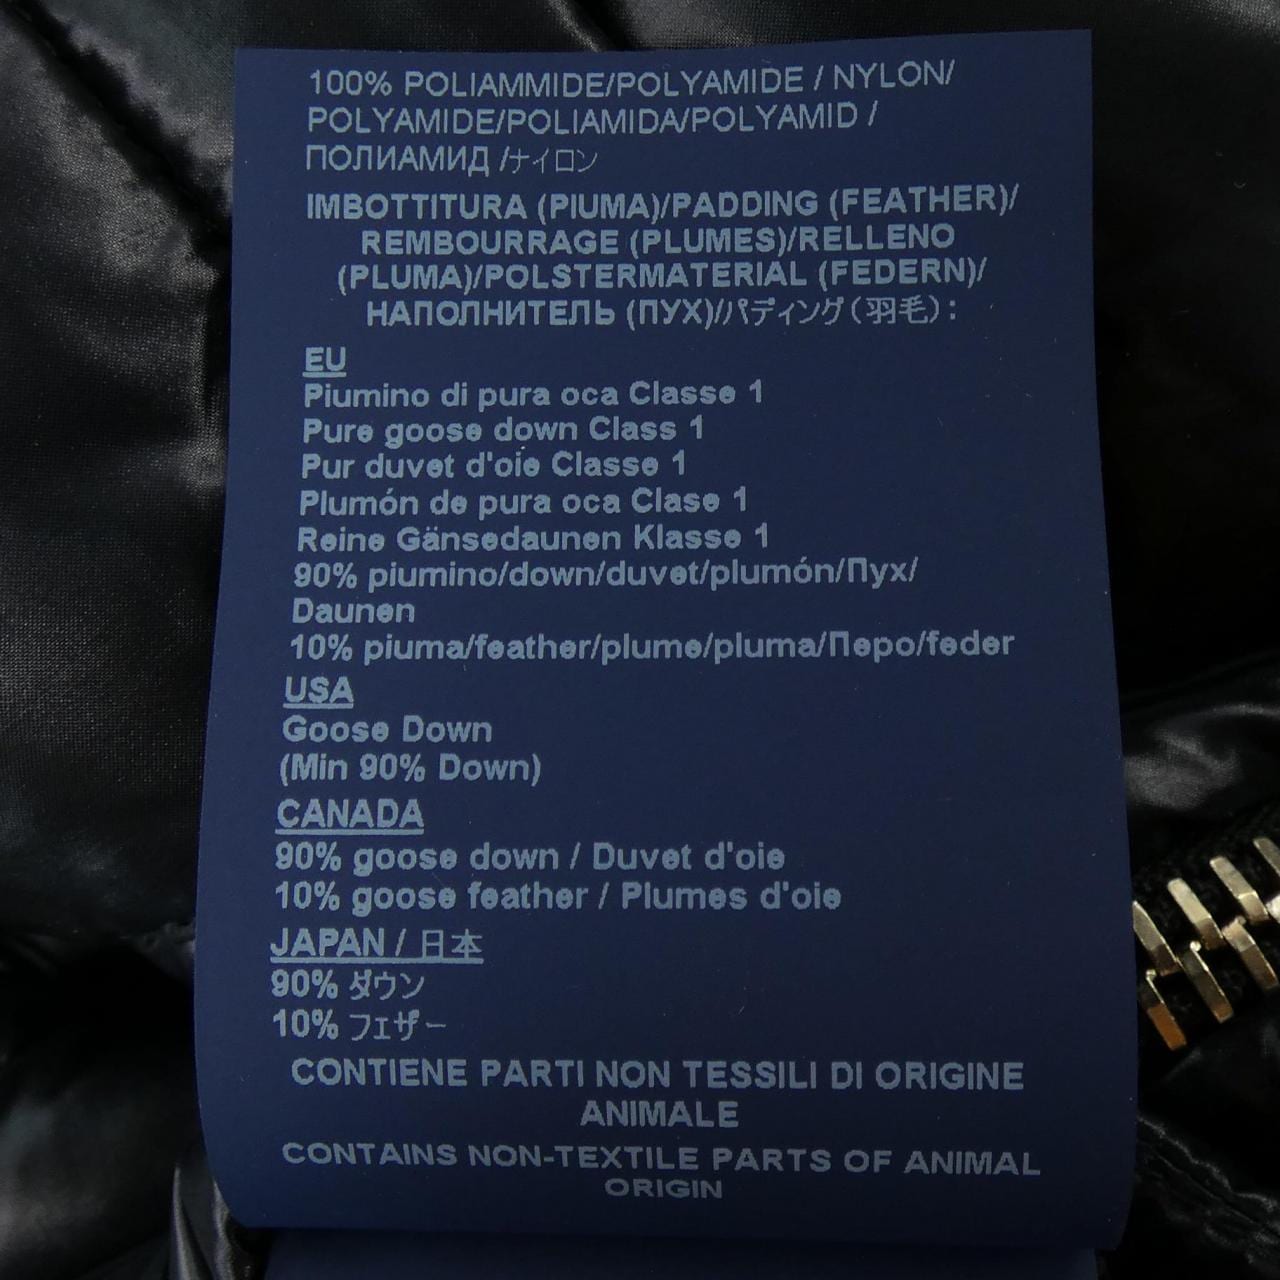 100% POLIAMMIDE/POLYAMIDE / NYLON/
POLYAMIDE/POLIAMIDA/POLYAMID /
ПОЛИАМИД /ナイロン
IMBOTTITURA (PIUMA)/PADDING (FEATHER)/
REMBOURRAGE (PLUMES)/RELLENO
(PLUMA)/POLSTERMATERIAL (FEDERN)/
НАПОЛНИТЕЛЬ (ПУХ)/パディング(羽毛):
EU
Piumino di pura oca Classe 1
Pure goose down Class 1
Pur duvet d'oie Classe 1
Plumón de pura oca Clase 1
Reine Gänsedaunen Klasse 1
90% piumino/down/duvet/plumón/Пух/
Daunen
10% piuma/feather/plume/pluma/Перо/feder
USA
Goose Down
(Min 90% Down)
CANADA
90% goose down / Duvet d'oie
10% goose feather / Plumes d'oie
JAPAN / 日本
90% ダウン
10% フェザー
CONTIENE PARTI NON TESSILI DI ORIGINE
ANIMALE
CONTAINS NON-TEXTILE PARTS OF ANIMAL
ORIGIN